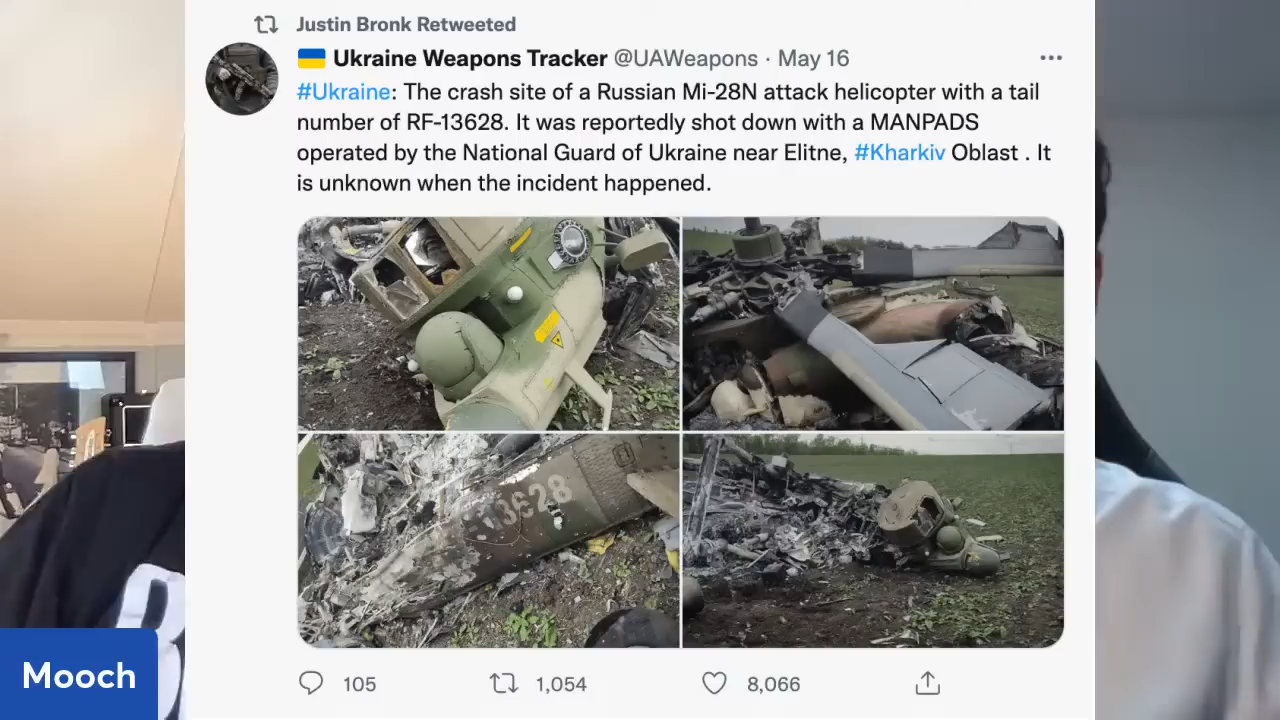 Justin Bronk Retweeted
Ukraine Weapons Tracker @UAWeapons · May 16
#Ukraine: The crash site of a Russian Mi-28N attack helicopter with a tail
number of RF-13628. It was reportedly shot down with a MANPADS
operated by the National Guard of Ukraine near Elitne, #Kharkiv Oblast . It
is unknown when the incident happened.
13628
105
1,054
8,066
Mooch